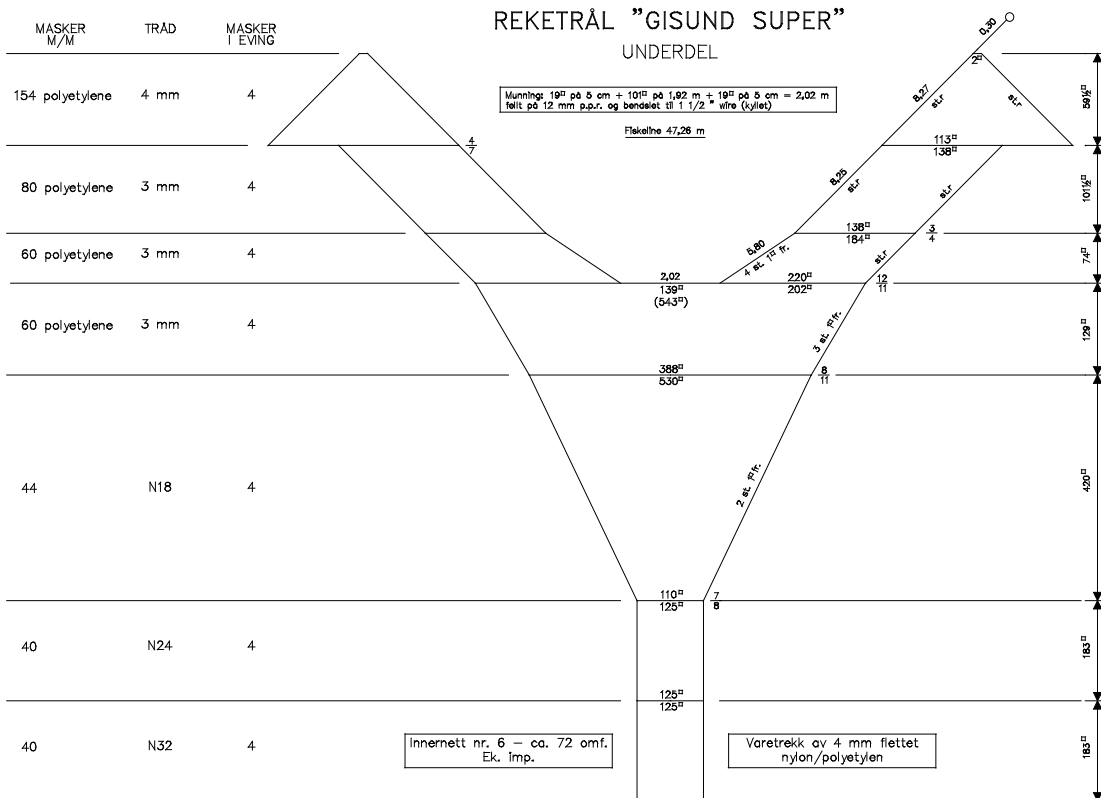 REKETRÅL "GISUND SUPER"
UNDERDEL
MASKER M/M
TRÅD
MASKER I EVING
Munning: 19¤ på 5 cm + 101¤ på 1,92 m + 19¤ på 5 cm = 2,02 m
fellt på 12 mm p.p.r. og bendslet til 1 1/2 " wire (kyllet)
Fiskeline 47,26 m
0,30
2¤
154 polyetylene 4 mm 4
8,27
str
str
59½¤
4/7
113¤
138¤
80 polyetylene 3 mm 4
8,25
str
str
101½¤
138¤
184¤
3/4
60 polyetylene 3 mm 4
5,80
4 st. 1¤ fr.
str
74¤
2,02
139¤
(543¤)
220¤
202¤
12/11
60 polyetylene 3 mm 4
3 st. 1¤fr.
129¤
388¤
530¤
8/11
44 N18 4
2 st. 1¤fr.
420¤
110¤
125¤
7/8
40 N24 4
183¤
125¤
125¤
40 N32 4
183¤
Innernett nr. 6 – ca. 72 omf.
Ek. imp.
Varetrekk av 4 mm flettet
nylon/polyetylen